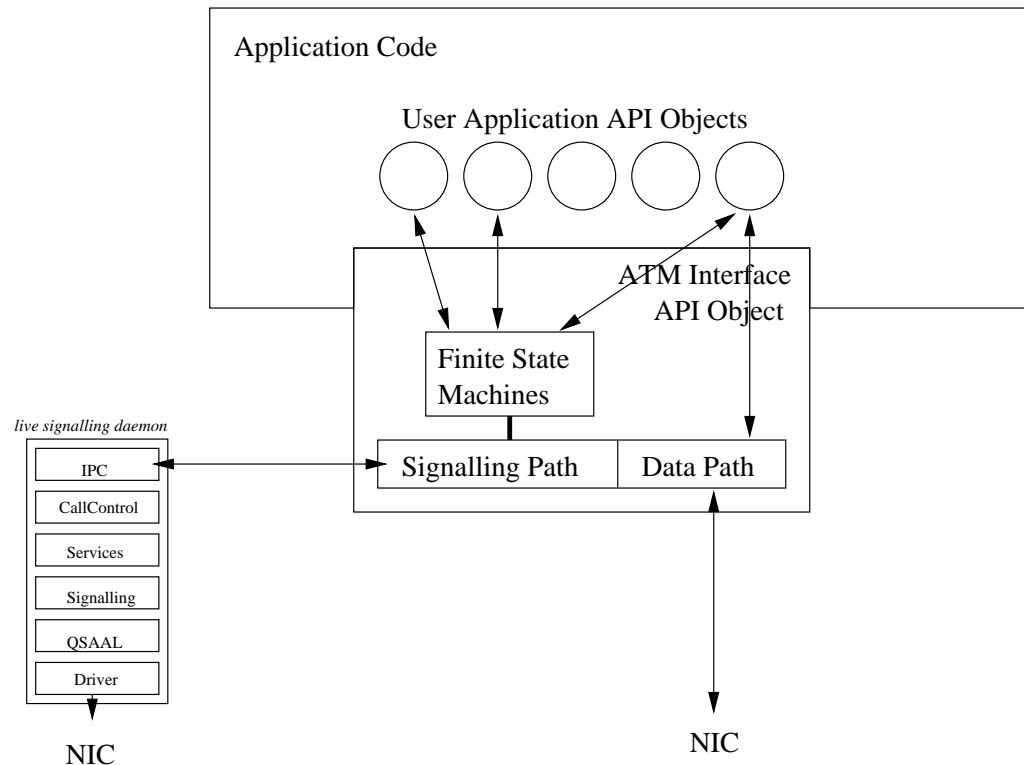 Application Code
User Application API Objects
ATM Interface
API Object
Finite State
Machines
live signalling daemon
IPC
Signalling Path
Data Path
CallControl
Services
Signalling
QSAAL
Driver
NIC
NIC